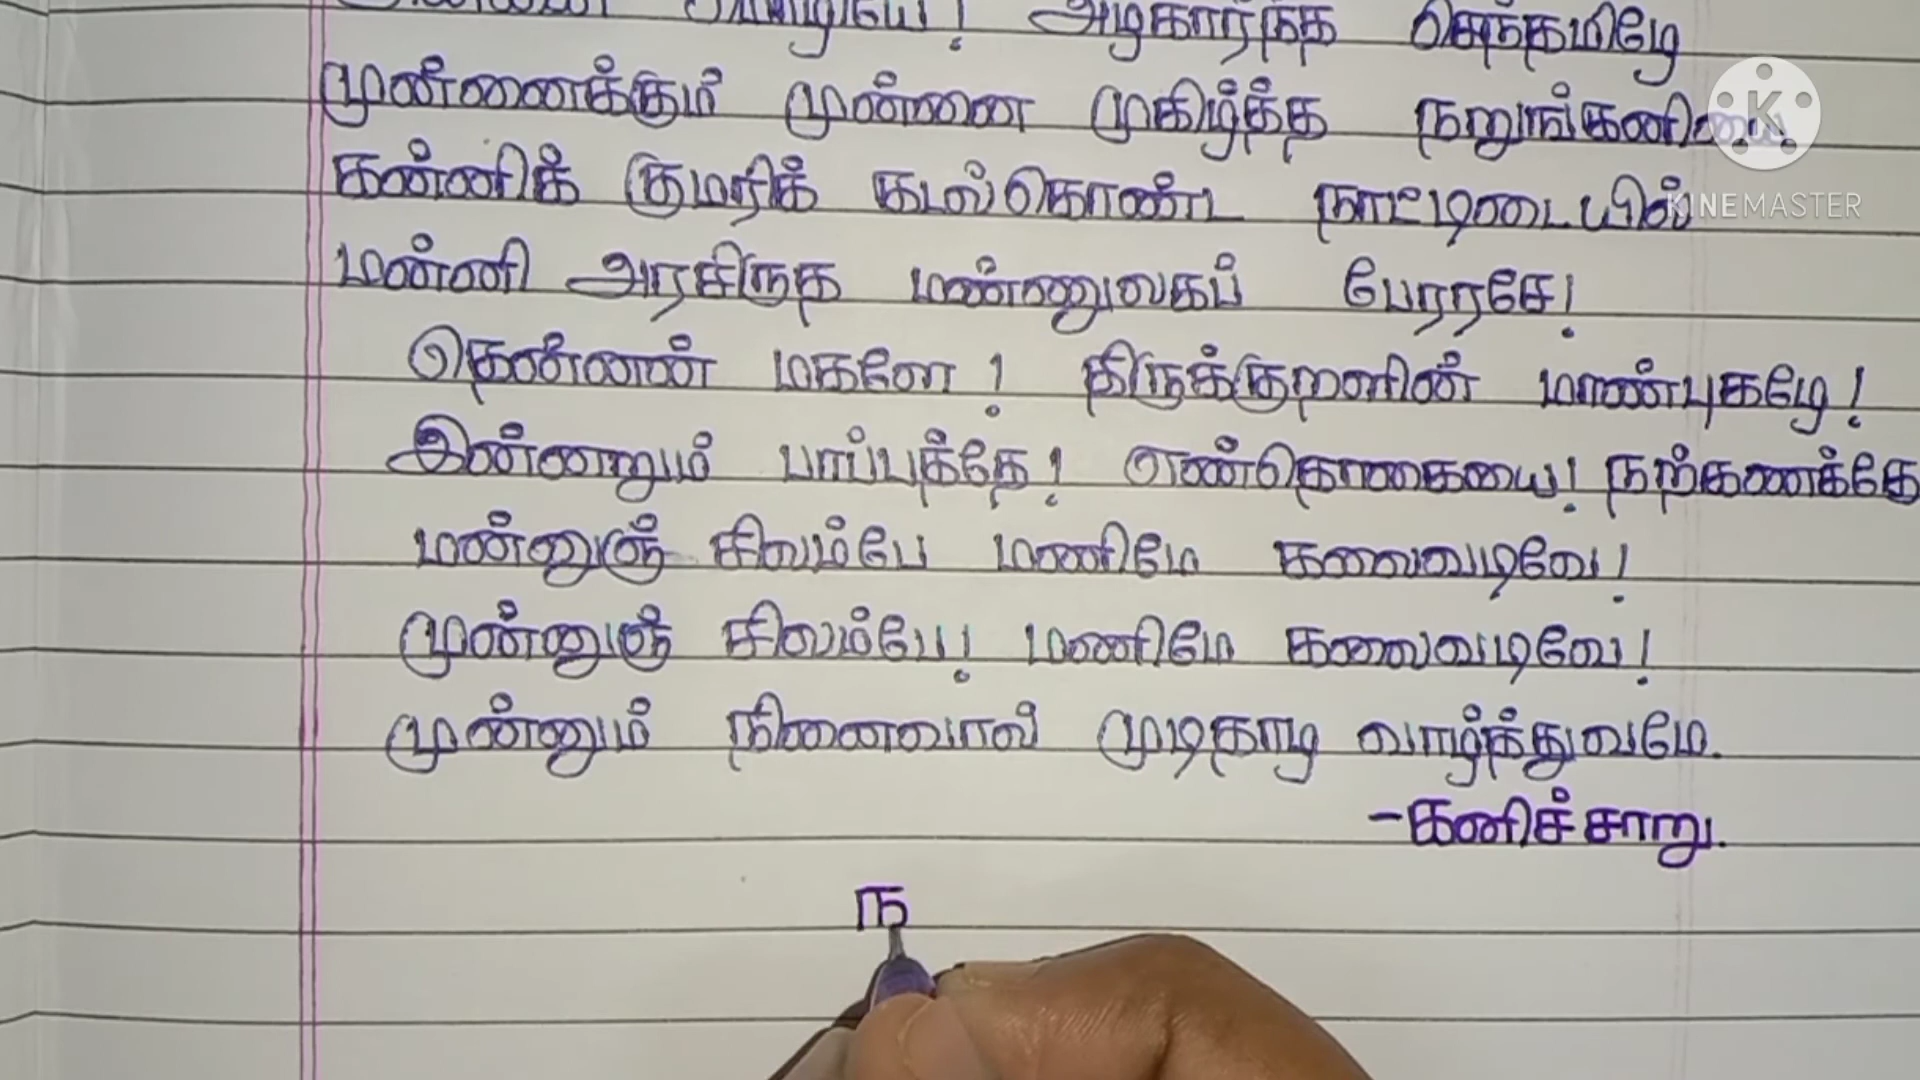 அழகார்ந்த செந்தமிழே
முன்னைக்கும் முன்னை முகிழ்த்த நறுங்கனியே!
கன்னிக் குமரிக் கடல்கொண்ட நாட்டிடையில்
மன்னி அரசிருந்த மண்ணுலகப் பேரரசே!
தென்னன் மகளே! திருக்குறளின் மாண்புகழே!
இன்னறும் பாப்பத்தே! எண்தொகையே! நற்கணக்கே
மன்னுஞ் சிலம்பே மணிமே கலைவடிவே!
முன்னுஞ் சிலம்பே! மணிமே கலைவடிவே!
முன்னும் நினைவால் முடிதாழ வாழ்த்துவமே.
-கனிச்சாறு.
ந
KINEMASTER